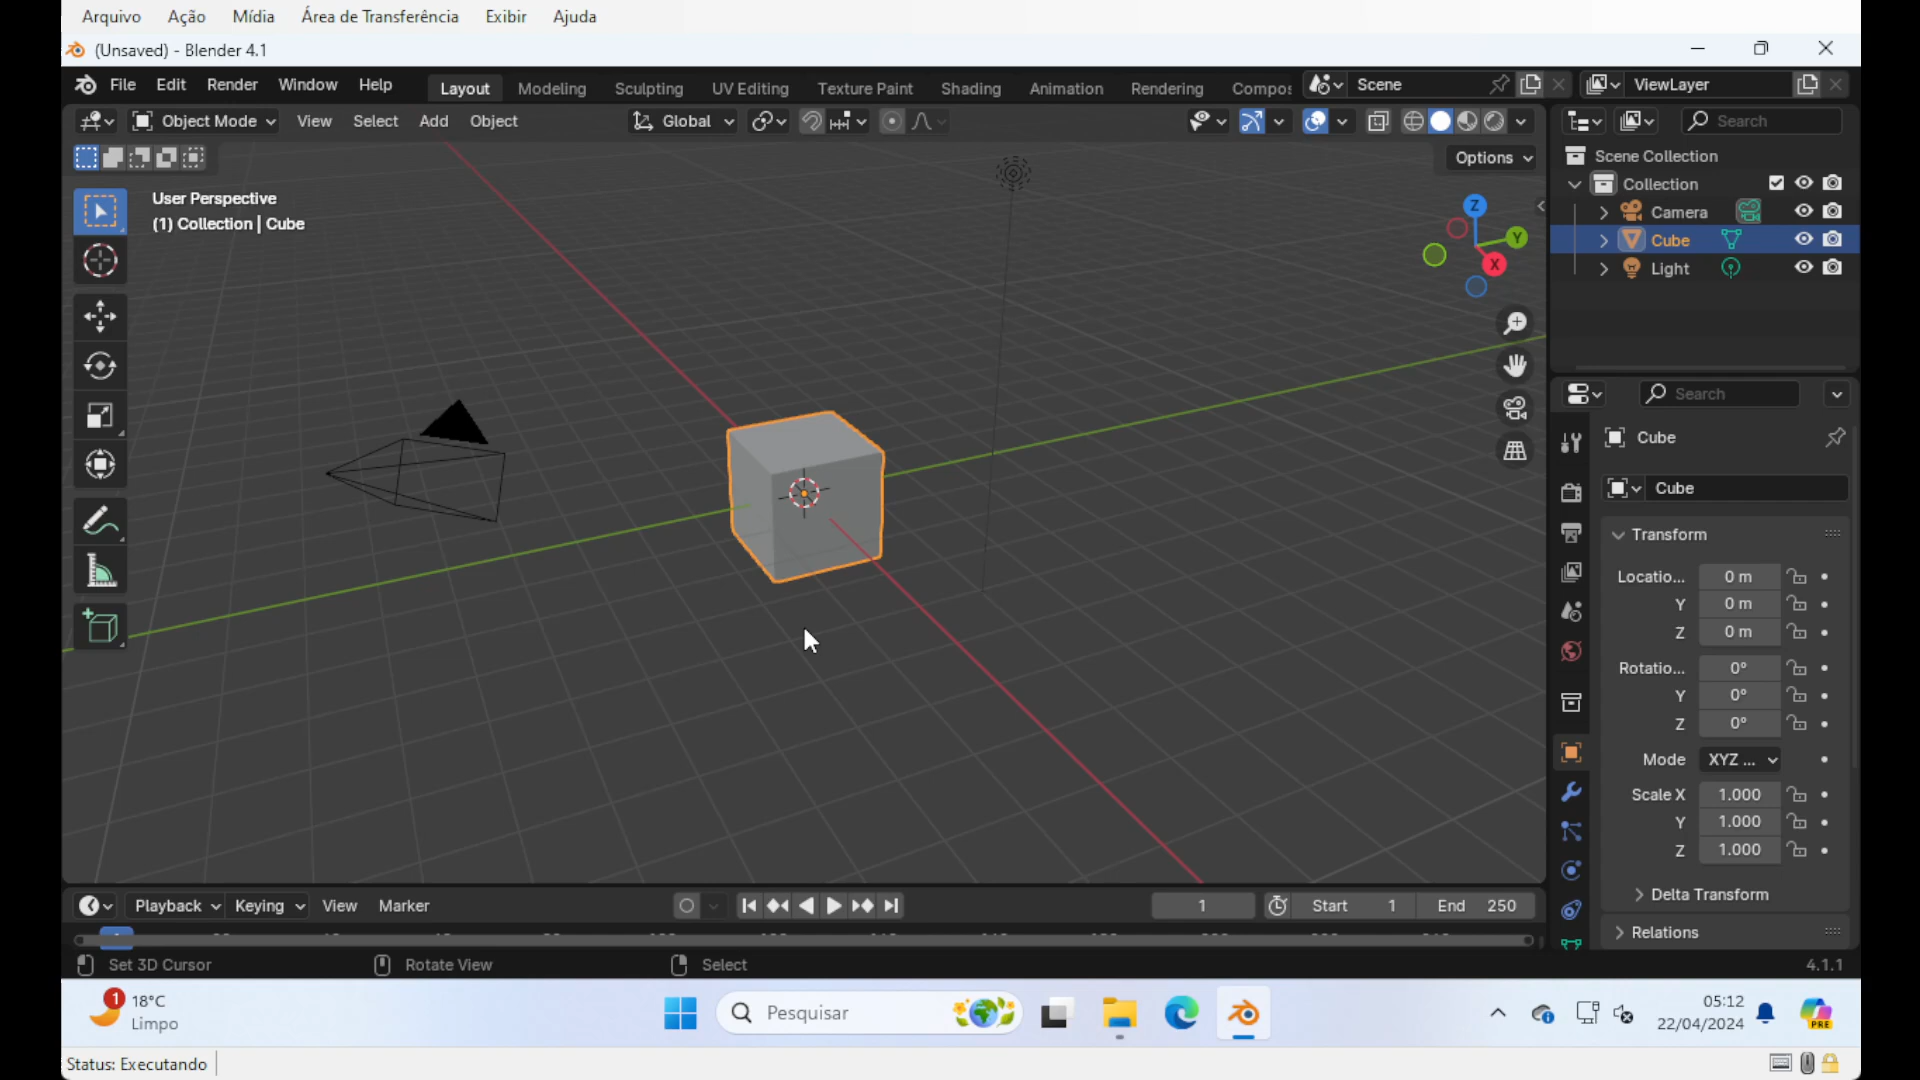 Arquivo Ação Mídia Área de Transferência Exibir Ajuda
(Unsaved) - Blender 4.1
File Edit Render Window Help Layout Modeling Sculpting UV Editing Texture Paint Shading Animation Rendering Compos Scene ViewLayer
Object Mode View Select Add Object Global Search
Options
Scene Collection
Collection
Camera
Cube
Light
User Perspective
(1) Collection | Cube
Z
Y
X
Search
Cube
Cube
Transform
Locatio... 0 m
Y 0 m
Z 0 m
Rotatio... 0°
Y 0°
Z 0°
Mode XYZ ...
Scale X 1.000
Y 1.000
Z 1.000
Delta Transform
Relations
Playback Keying View Marker 1 Start 1 End 250
Set 3D Cursor Rotate View Select 4.1.1
1 18°C
Limpo
Pesquisar
PRE
05:12
22/04/2024
Status: Executando